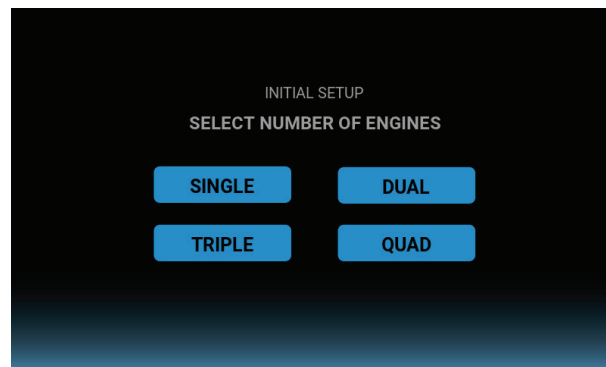 INITIAL SETUP
SELECT NUMBER OF ENGINES
SINGLE DUAL
TRIPLE QUAD